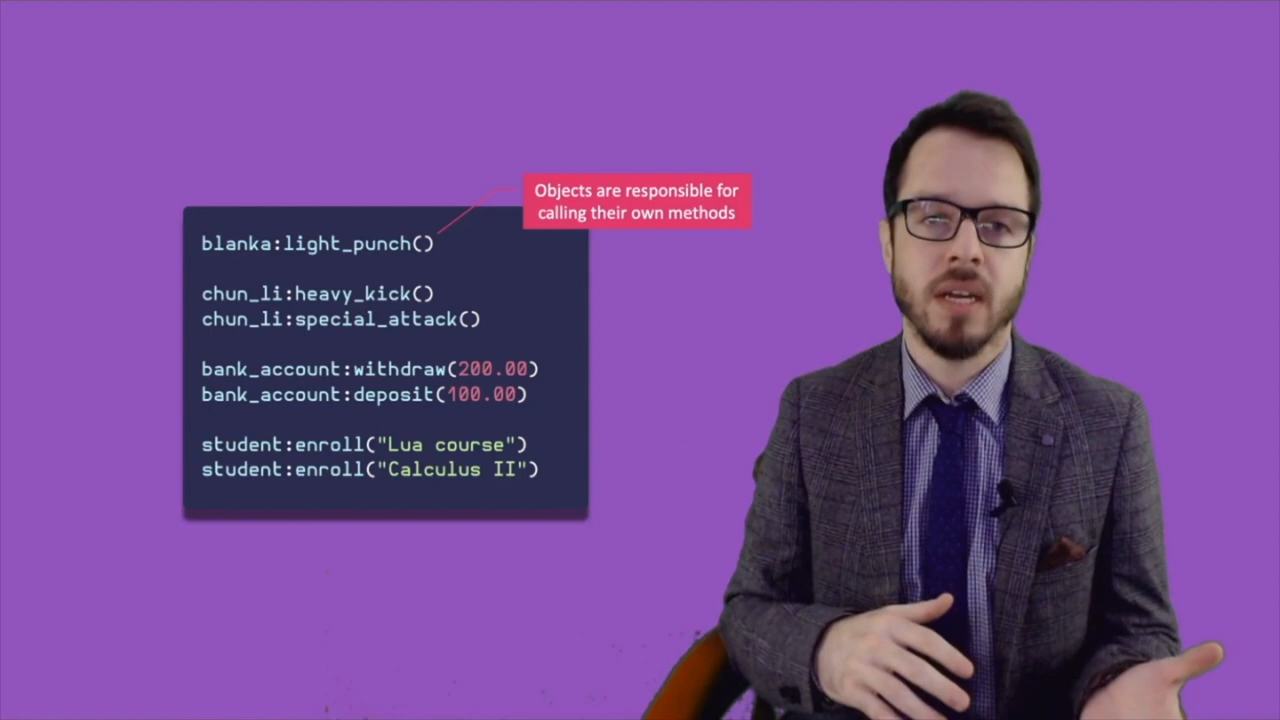 Objects are responsible for
calling their own methods
blanka:light_punch()
chun_li:heavy_kick()
chun_li:special_attack()
bank_account:withdraw(200.00)
bank_account:deposit(100.00)
student:enroll("Lua course")
student:enroll("Calculus II")